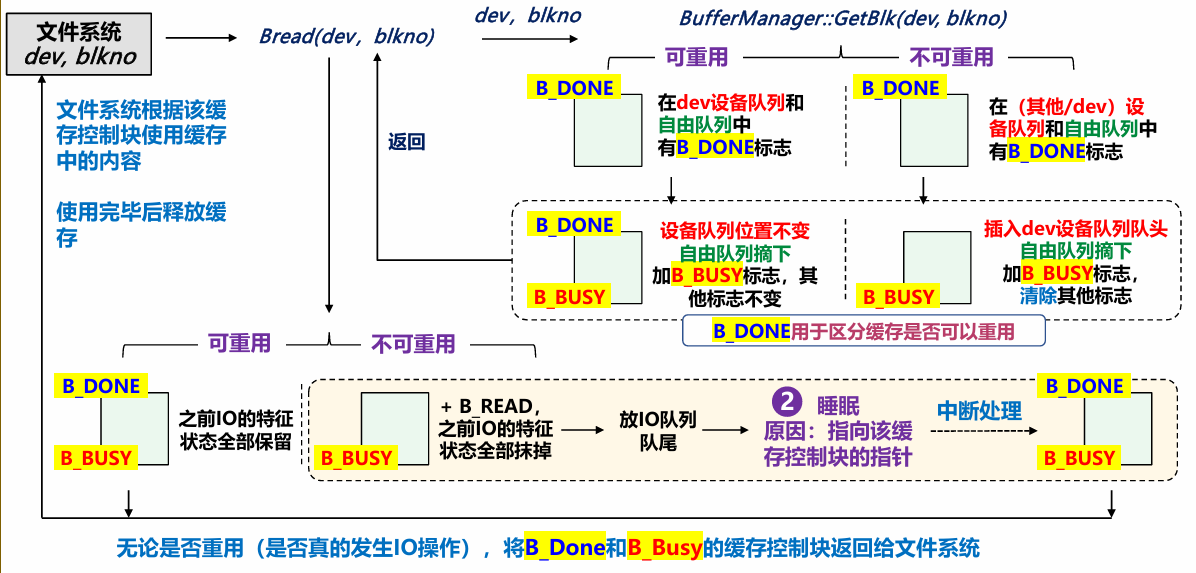 文件系统
dev, blkno
Bread(dev，blkno)
dev，blkno
BufferManager::GetBlk(dev, blkno)
可重用
不可重用
B_DONE
在dev设备队列和
自由队列中
有B_DONE标志
B_DONE
在（其他/dev）设
备队列和自由队列中
有B_DONE标志
文件系统根据该缓
存控制块使用缓存
中的内容
使用完毕后释放缓
存
返回
B_DONE
B_BUSY
设备队列位置不变
自由队列摘下
加B_BUSY标志，其
他标志不变
B_BUSY
插入dev设备队列队头
自由队列摘下
加B_BUSY标志，
清除其他标志
B_DONE用于区分缓存是否可以重用
可重用
不可重用
B_DONE
B_BUSY
之前IO的特征
状态全部保留
B_BUSY
+ B_READ，
之前IO的特征
状态全部抹掉
放IO队列
队尾
2 睡眠
原因：指向该缓
存控制块的指针
中断处理
B_DONE
B_BUSY
无论是否重用（是否真的发生IO操作），将B_Done和B_Busy的缓存控制块返回给文件系统